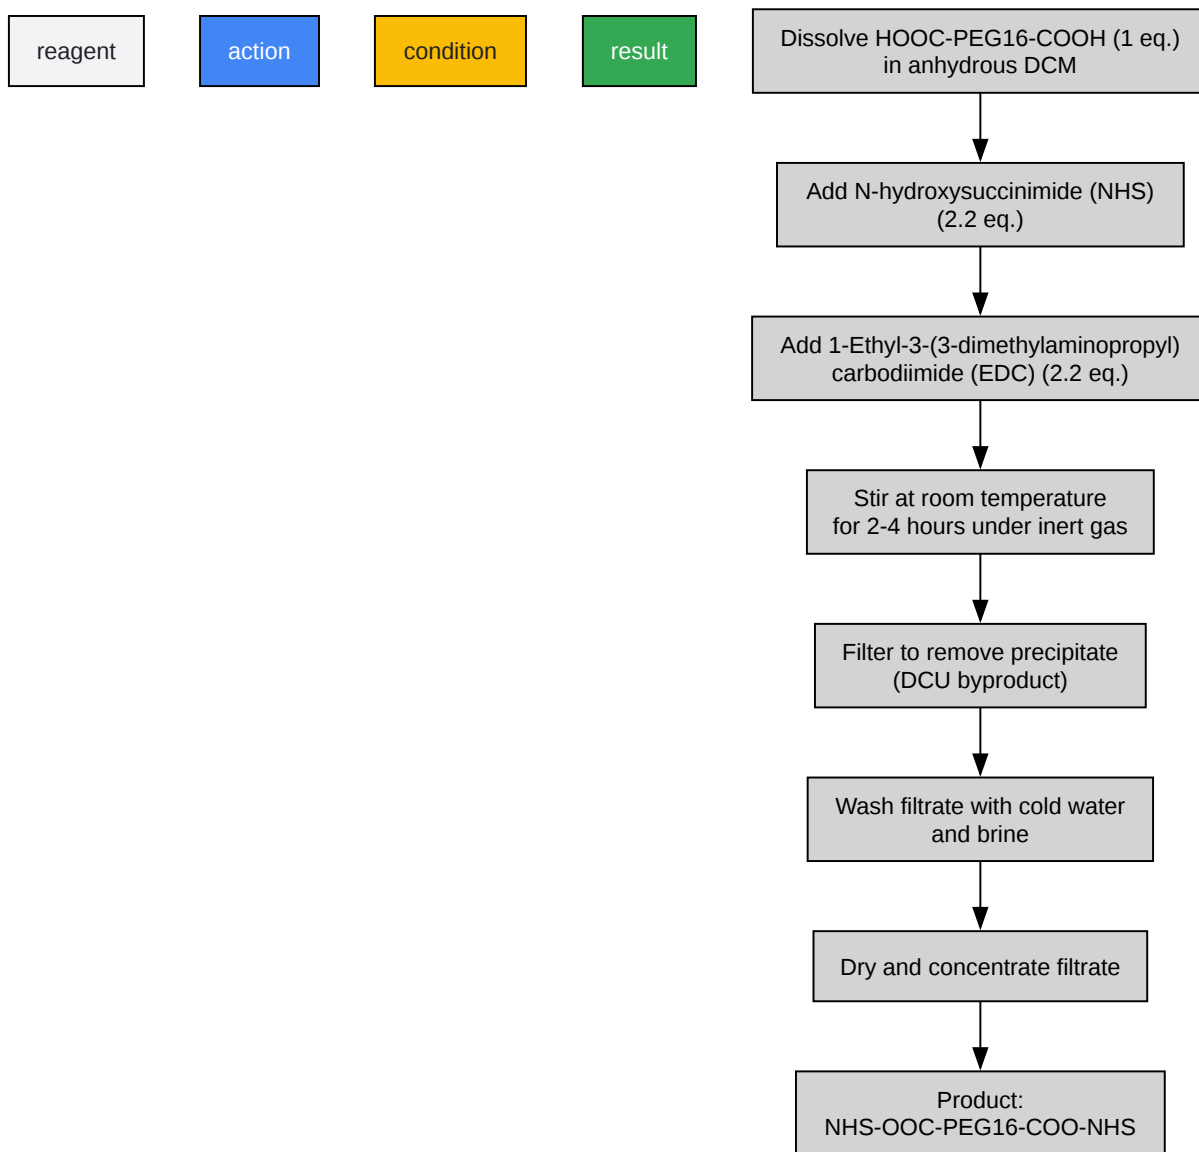 reagent
action
condition
result
Dissolve HOOC-PEG16-COOH (1 eq.)
in anhydrous DCM
Add N-hydroxysuccinimide (NHS)
(2.2 eq.)
Add 1-Ethyl-3-(3-dimethylaminopropyl)
carbodiimide (EDC) (2.2 eq.)
Stir at room temperature
for 2-4 hours under inert gas
Filter to remove precipitate
(DCU byproduct)
Wash filtrate with cold water
and brine
Dry and concentrate filtrate
Product:
NHS-OOC-PEG16-COO-NHS